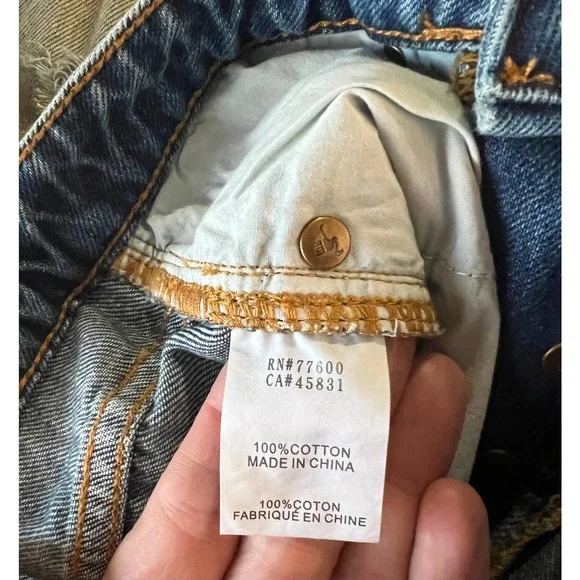 RN#77600
CA#45831
100%COTTON
MADE IN CHINA
100%COTON
FABRIQUÉ EN CHINE